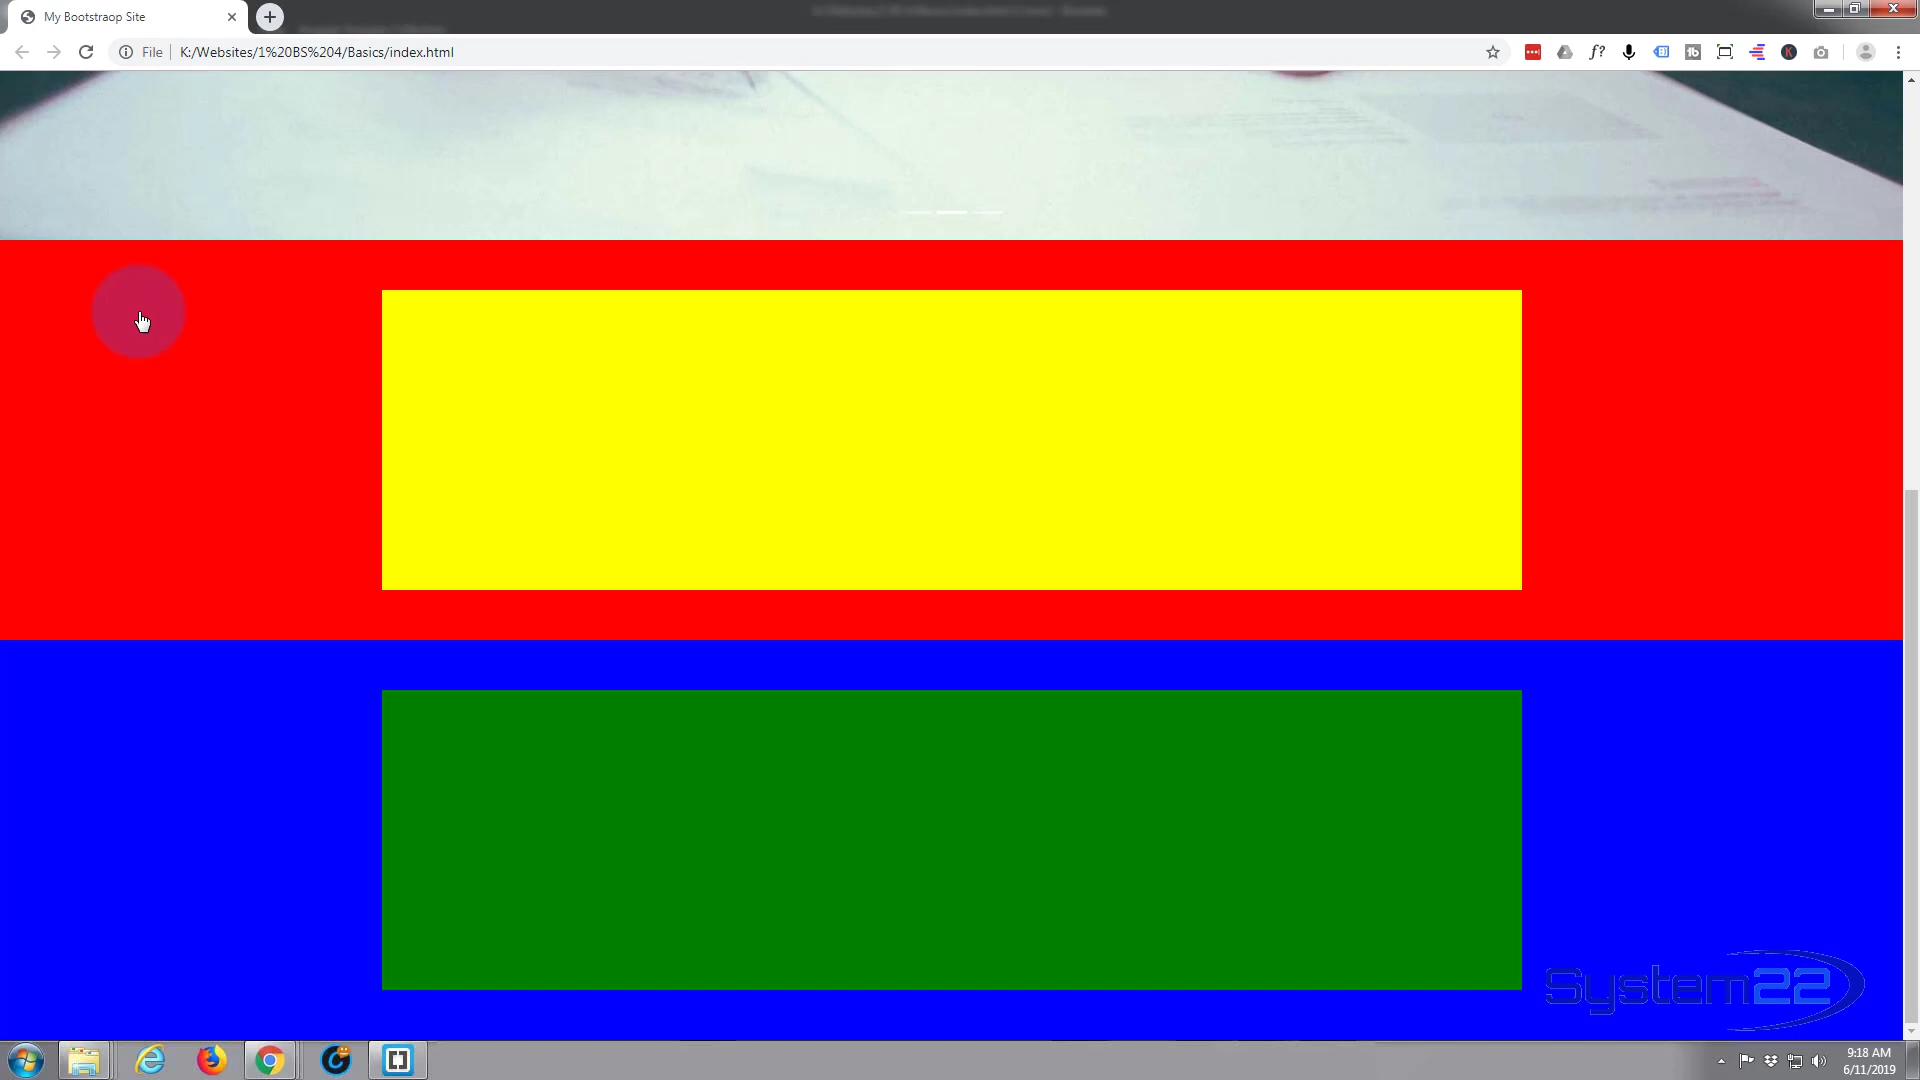 My Bootstraop Site
File K:/Websites/1%20BS%204/Basics/index.html
f?
System22
9:18 AM
6/11/2019